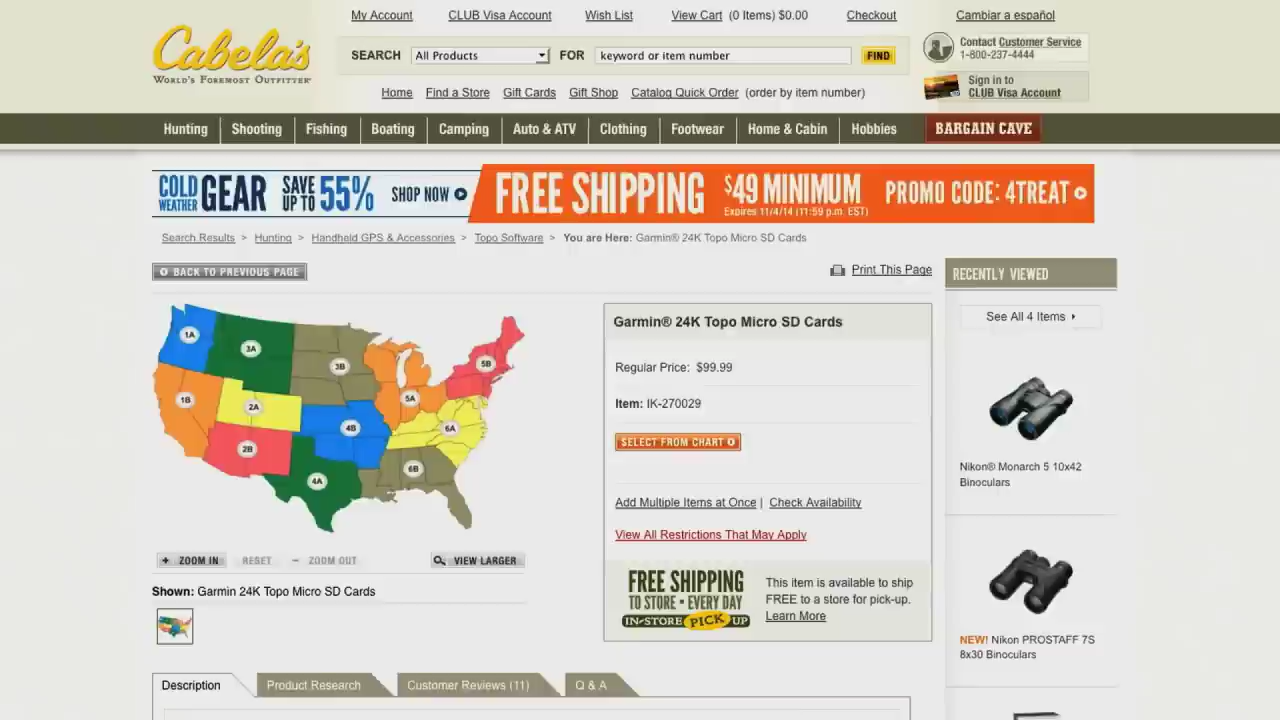 My Account CLUB Visa Account Wish List View Cart (0 Items) $0.00 Checkout Cambiar a español
Cabela's
WORLD'S FOREMOST OUTFITTER
SEARCH All Products FOR keyword or item number FIND
Contact Customer Service
1-800-237-4444
Sign in to
CLUB Visa Account
Home Find a Store Gift Cards Gift Shop Catalog Quick Order (order by item number)
Hunting Shooting Fishing Boating Camping Auto & ATV Clothing Footwear Home & Cabin Hobbies BARGAIN CAVE
COLD WEATHER GEAR SAVE UP TO 55% SHOP NOW FREE SHIPPING $49 MINIMUM PROMO CODE: 4TREAT
Expires 11/4/14 (11:59 p.m. EST)
Search Results > Hunting > Handheld GPS & Accessories > Topo Software > You are Here: Garmin® 24K Topo Micro SD Cards
BACK TO PREVIOUS PAGE Print This Page
RECENTLY VIEWED
See All 4 Items
1A
3A
3B
5B
1B
2A
5A
4B
6A
2B
6B
4A
Garmin® 24K Topo Micro SD Cards
Regular Price: $99.99
Item: IK-270029
SELECT FROM CHART
Add Multiple Items at Once | Check Availability
View All Restrictions That May Apply
FREE SHIPPING
TO STORE • EVERY DAY
IN-STORE PICK UP
This item is available to ship
FREE to a store for pick-up.
Learn More
+ ZOOM IN RESET − ZOOM OUT VIEW LARGER
Shown: Garmin 24K Topo Micro SD Cards
Nikon® Monarch 5 10x42
Binoculars
NEW! Nikon PROSTAFF 7S
8x30 Binoculars
Description Product Research Customer Reviews (11) Q & A